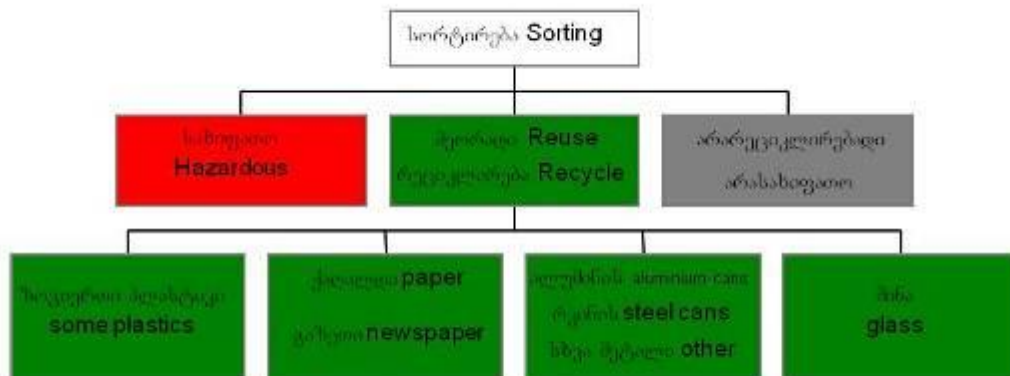 სორტირება Sorting
სახიფათო
Hazardous
მეორადი Reuse
რეციკლირება Recycle
არარეციკლირებადი
არასახიფათო
ზოგიერთი პლასტიკი
some plastics
ქაღალდი paper
გაზეთი newspaper
ალუმინის aluminium cans
რკინის steel cans
სხვა მეტალი other
მინა
glass